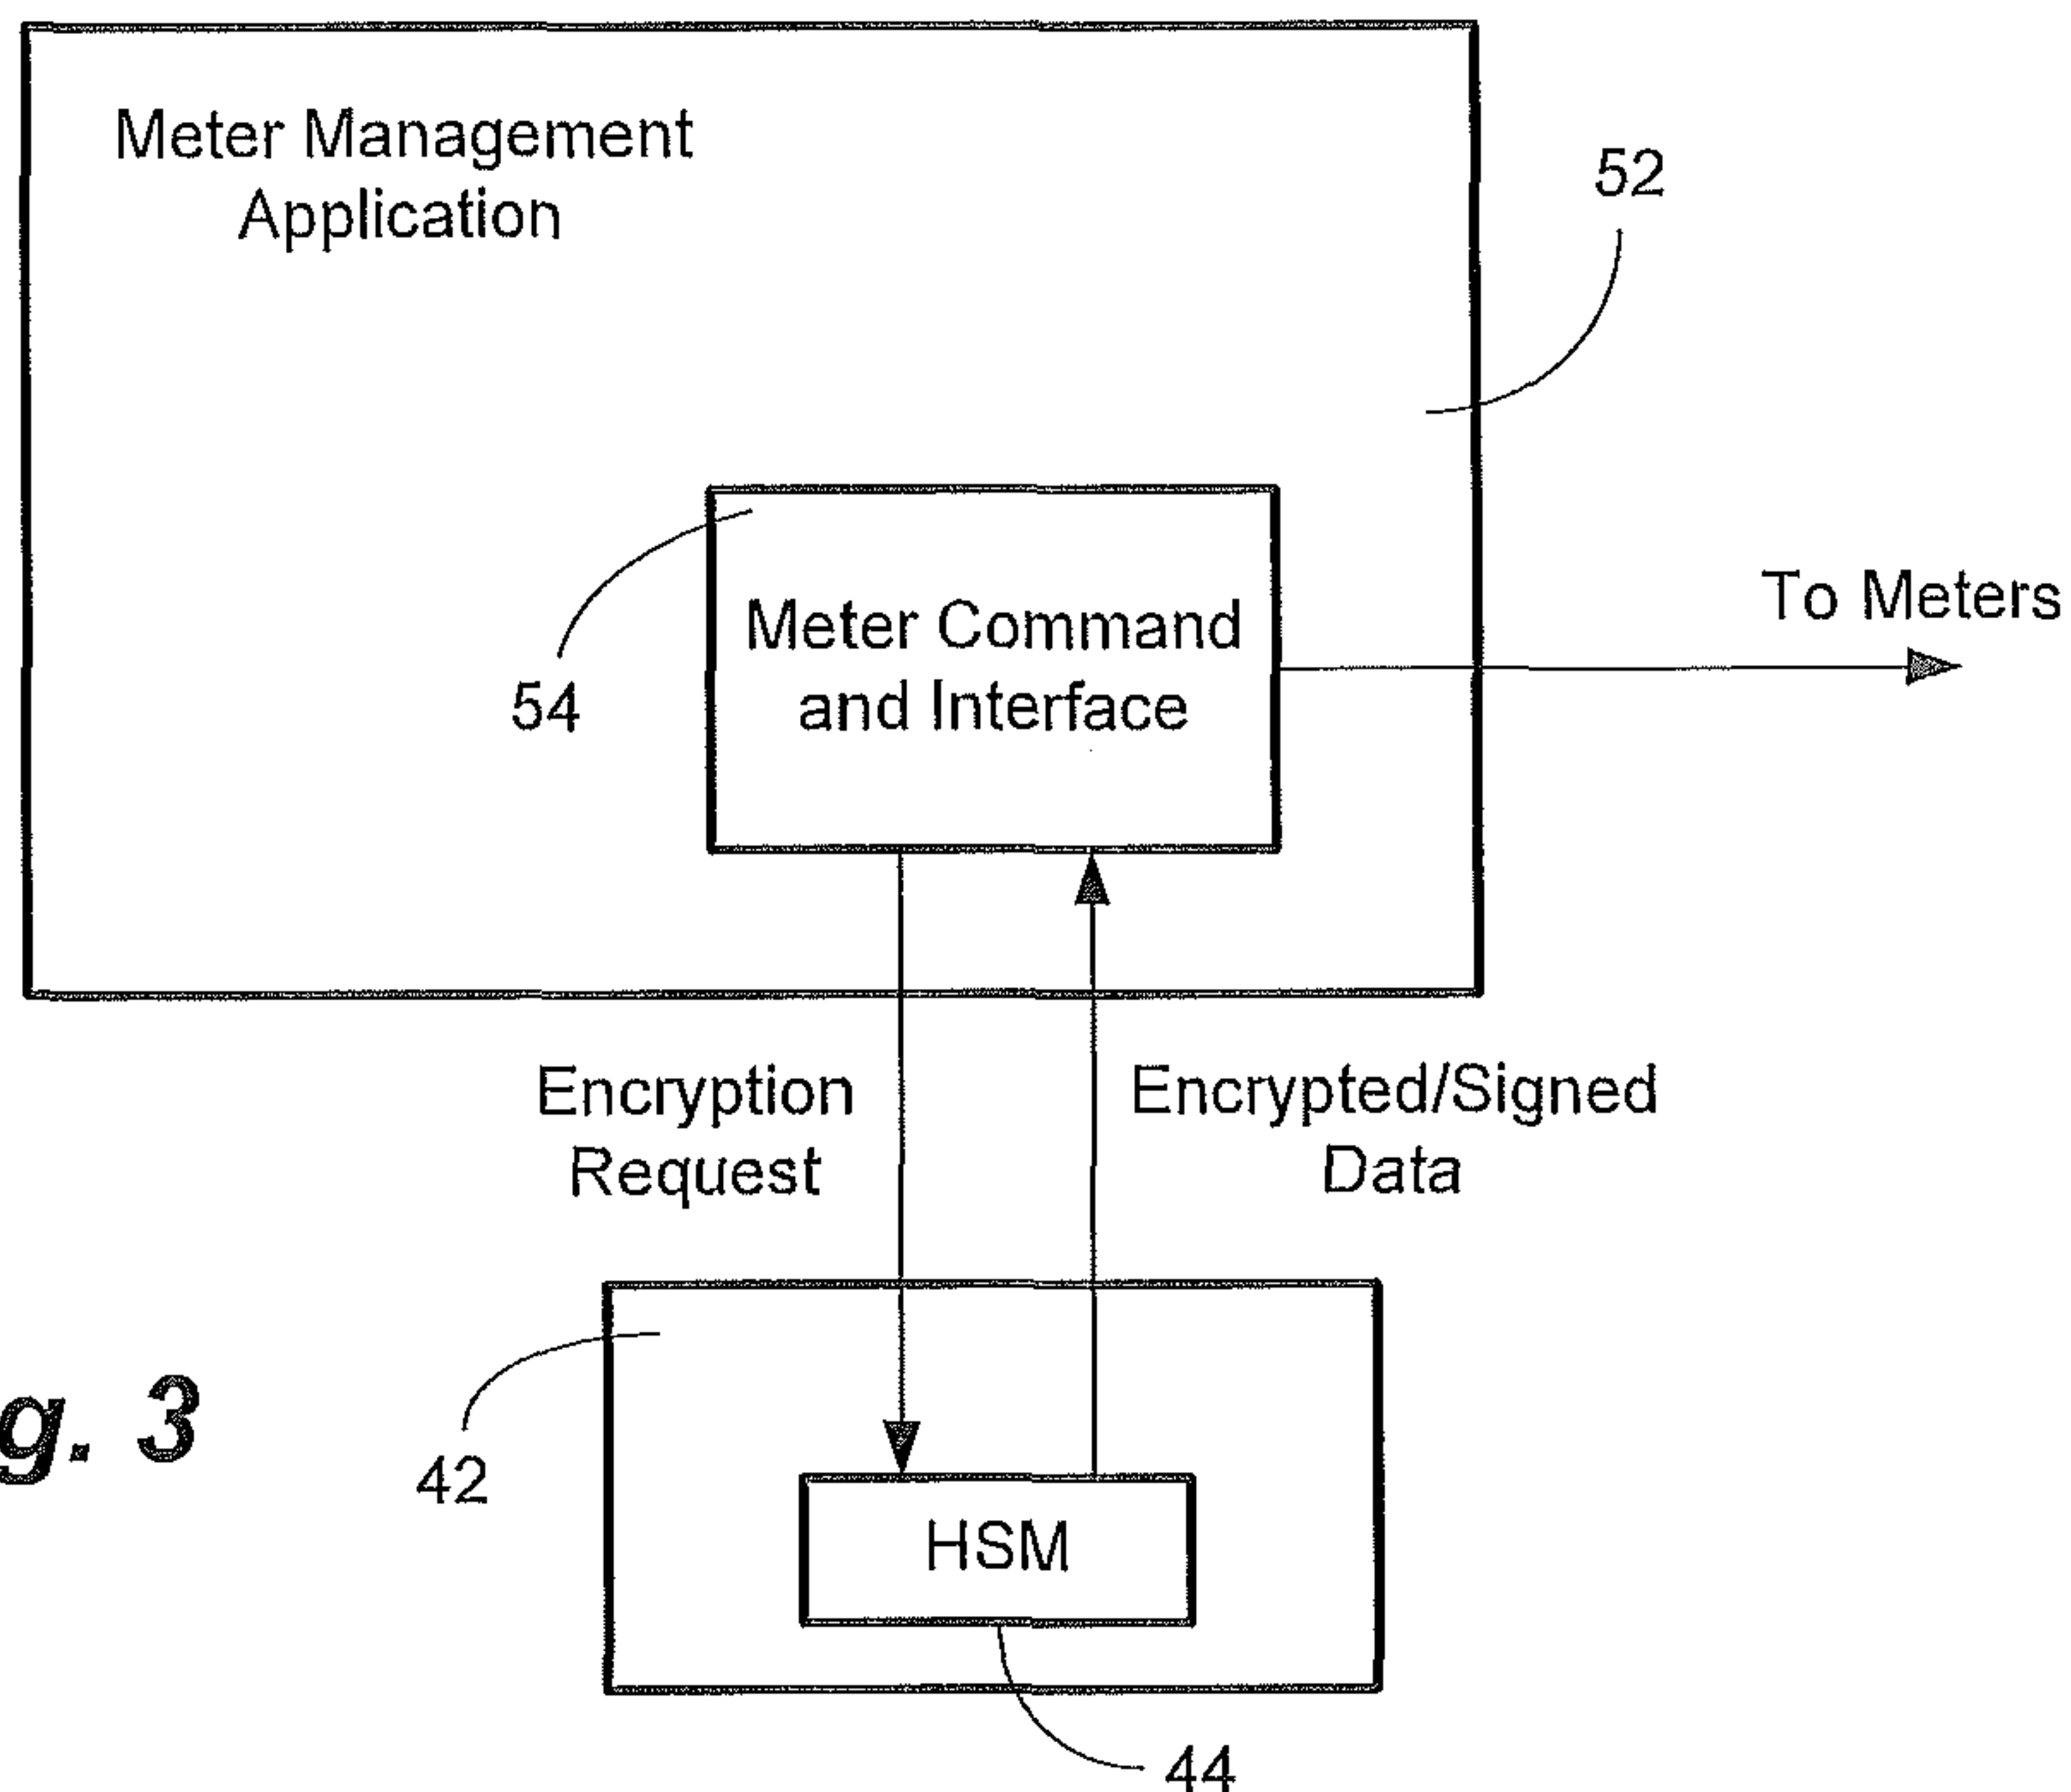 Meter Management
Application
52
To Meters
Meter Command
and Interface
54
Encryption
Request
Encrypted/Signed
Data
g. 3
42
HSM
44